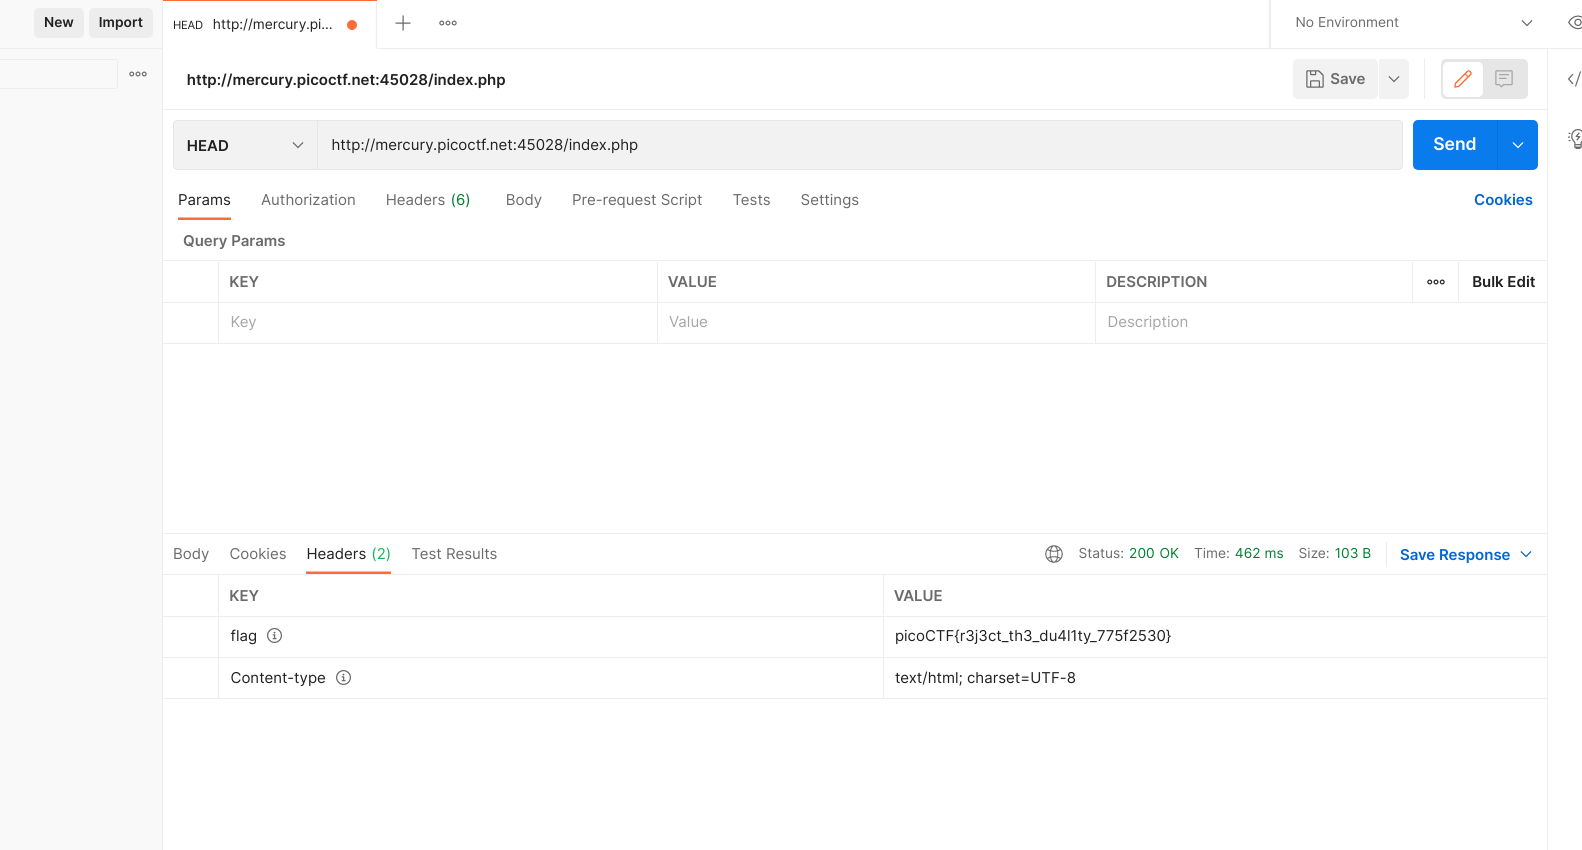 New Import HEAD http://mercury.pi... No Environment
http://mercury.picoctf.net:45028/index.php Save
HEAD http://mercury.picoctf.net:45028/index.php Send
Params Authorization Headers (6) Body Pre-request Script Tests Settings Cookies
Query Params
KEY VALUE DESCRIPTION Bulk Edit
Key Value Description
Body Cookies Headers (2) Test Results Status: 200 OK Time: 462 ms Size: 103 B Save Response
KEY VALUE
flag picoCTF{r3j3ct_th3_du4l1ty_775f2530}
Content-type text/html; charset=UTF-8